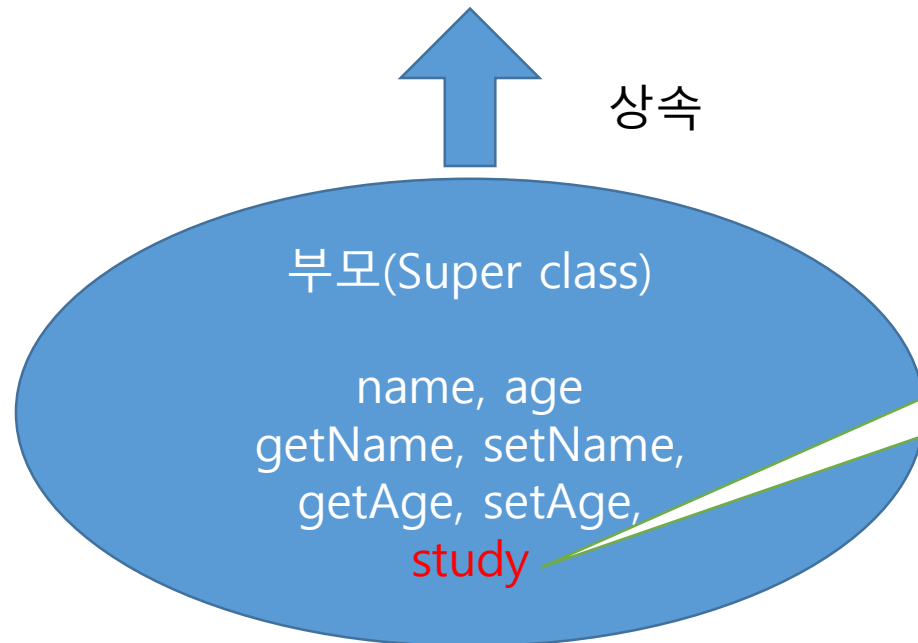 상속
부모(Super class)
name, age
getName, setName,
getAge, setAge,
study